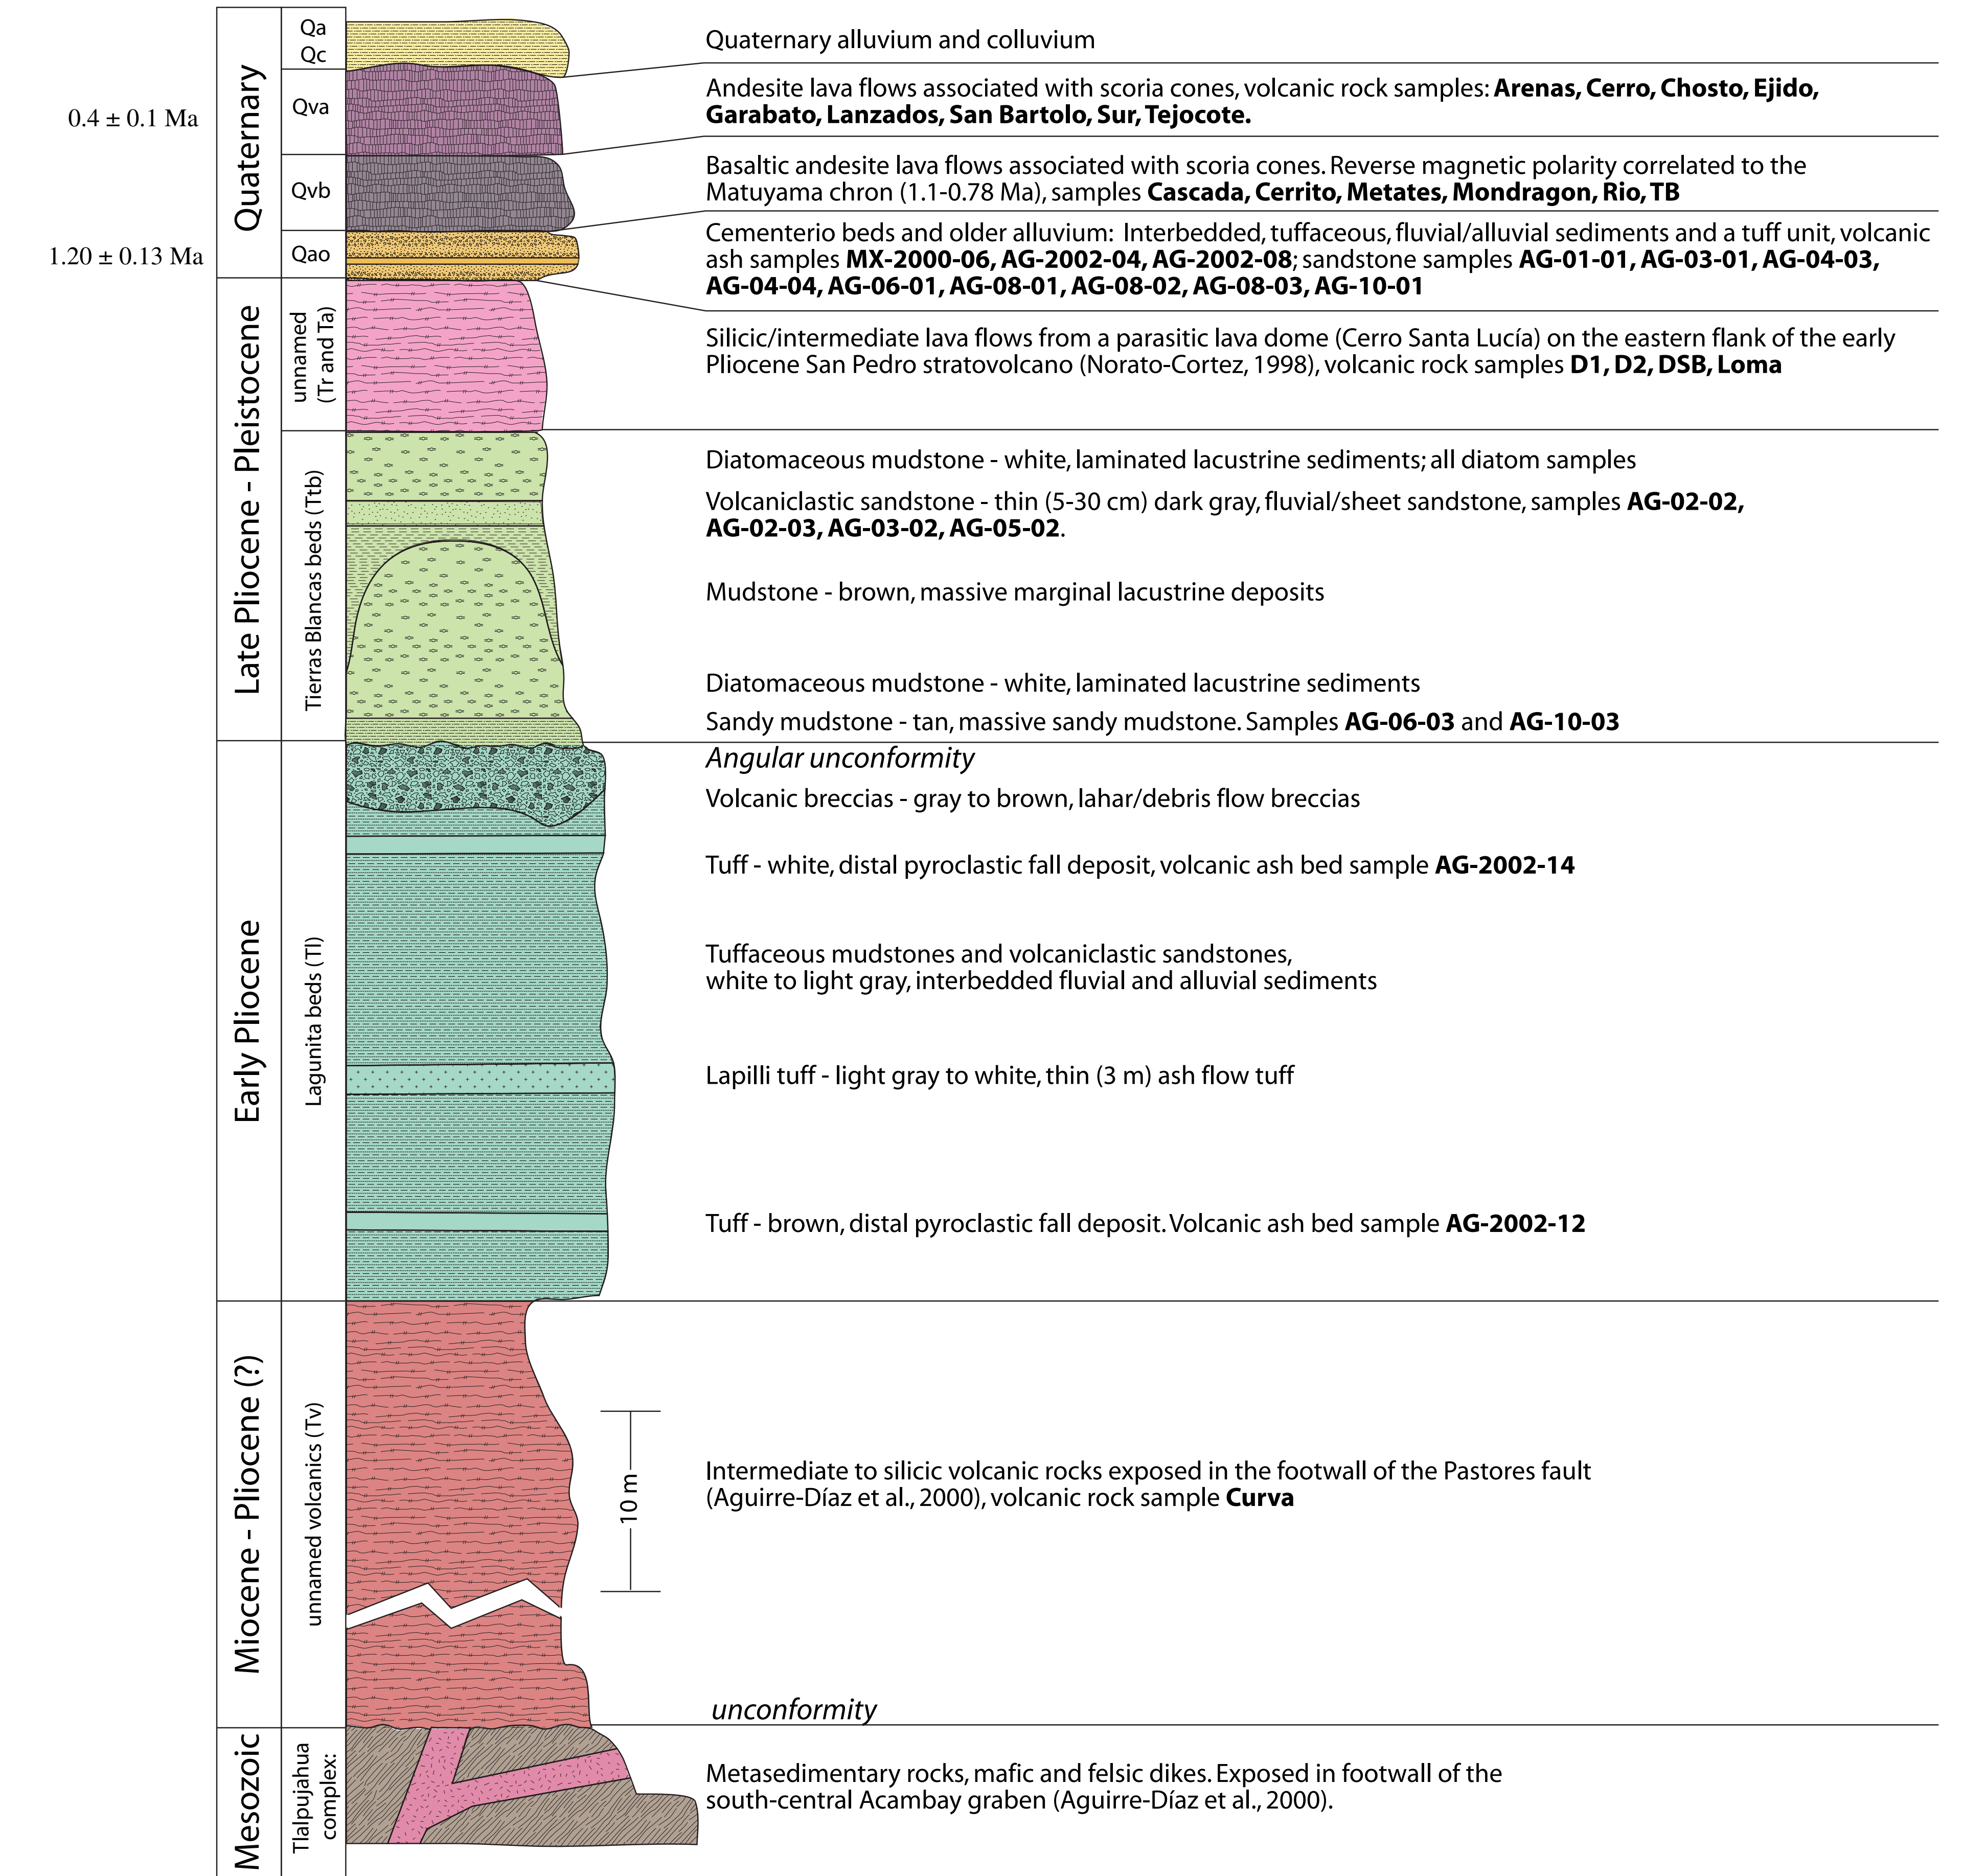 Qa
Qc
Quaternary alluvium and colluvium
Quaternary
0.4 ± 0.1 Ma
Qva
Andesite lava flows associated with scoria cones, volcanic rock samples: Arenas, Cerro, Chosto, Ejido,
Garabato, Lanzados, San Bartolo, Sur, Tejocote.
Qvb
Basaltic andesite lava flows associated with scoria cones. Reverse magnetic polarity correlated to the
Matuyama chron (1.1-0.78 Ma), samples Cascada, Cerrito, Metates, Mondragon, Rio, TB
1.20 ± 0.13 Ma
Qao
Cementerio beds and older alluvium: Interbedded, tuffaceous, fluvial/alluvial sediments and a tuff unit, volcanic
ash samples MX-2000-06, AG-2002-04, AG-2002-08; sandstone samples AG-01-01, AG-03-01, AG-04-03,
AG-04-04, AG-06-01, AG-08-01, AG-08-02, AG-08-03, AG-10-01
Late Pliocene - Pleistocene
unnamed
(Tr and Ta)
Silicic/intermediate lava flows from a parasitic lava dome (Cerro Santa Lucía) on the eastern flank of the early
Pliocene San Pedro stratovolcano (Norato-Cortez, 1998), volcanic rock samples D1, D2, DSB, Loma
Tierras Blancas beds (Ttb)
Diatomaceous mudstone - white, laminated lacustrine sediments; all diatom samples
Volcaniclastic sandstone - thin (5-30 cm) dark gray, fluvial/sheet sandstone, samples AG-02-02,
AG-02-03, AG-03-02, AG-05-02.
Mudstone - brown, massive marginal lacustrine deposits
Diatomaceous mudstone - white, laminated lacustrine sediments
Sandy mudstone - tan, massive sandy mudstone. Samples AG-06-03 and AG-10-03
Angular unconformity
Early Pliocene
Lagunita beds (Tl)
Volcanic breccias - gray to brown, lahar/debris flow breccias
Tuff - white, distal pyroclastic fall deposit, volcanic ash bed sample AG-2002-14
Tuffaceous mudstones and volcaniclastic sandstones,
white to light gray, interbedded fluvial and alluvial sediments
Lapilli tuff - light gray to white, thin (3 m) ash flow tuff
Tuff - brown, distal pyroclastic fall deposit. Volcanic ash bed sample AG-2002-12
Miocene - Pliocene (?)
unnamed volcanics (Tv)
10 m
Intermediate to silicic volcanic rocks exposed in the footwall of the Pastores fault
(Aguirre-Díaz et al., 2000), volcanic rock sample Curva
unconformity
Mesozoic
Tlalpujahua
complex:
Metasedimentary rocks, mafic and felsic dikes. Exposed in footwall of the
south-central Acambay graben (Aguirre-Díaz et al., 2000).